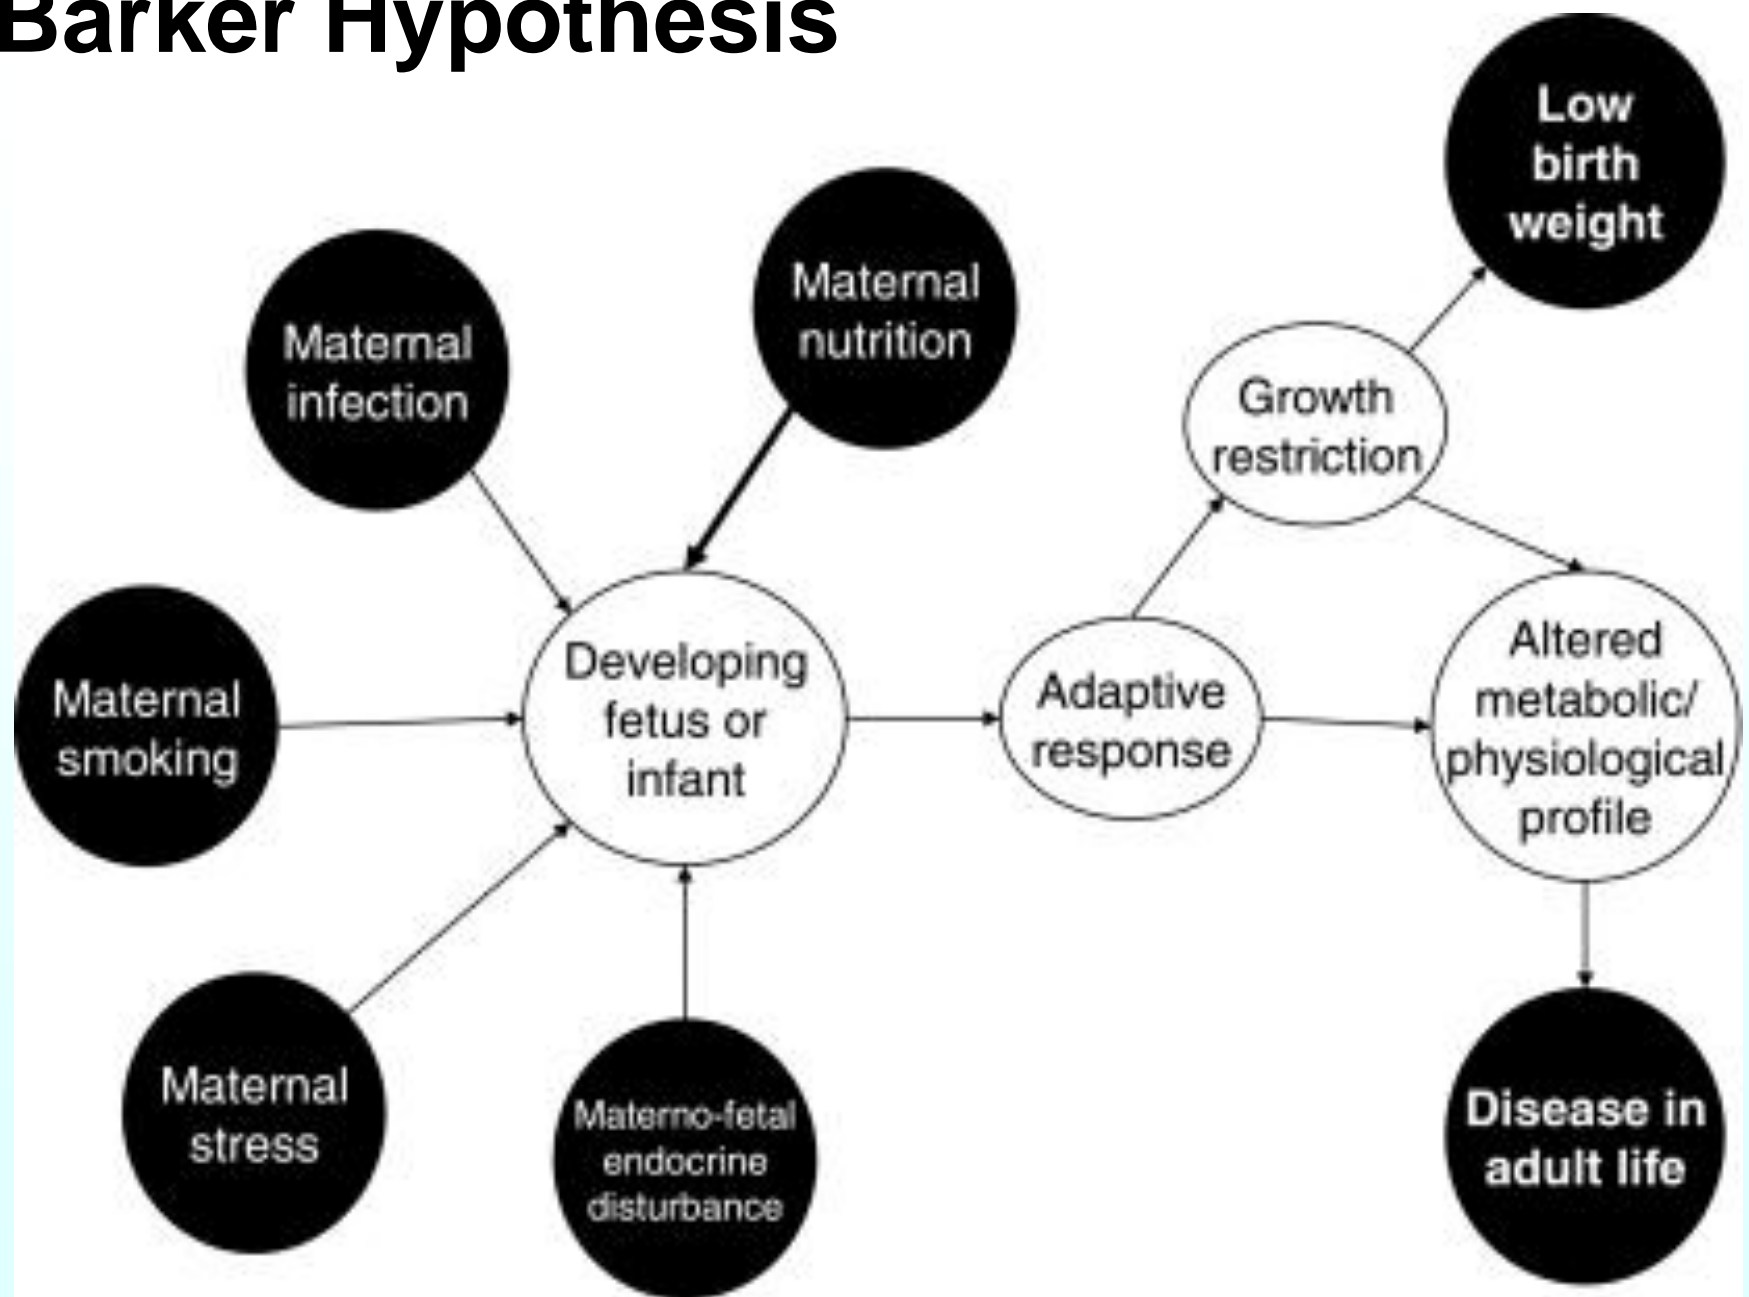 Barker Hypothesis
Low
birth
weight
Maternal
nutrition
Maternal
infection
Growth
restriction
Maternal
smoking
Developing
fetus or
infant
Adaptive
response
Altered
metabolic/
physiological
profile
Maternal
stress
Materno-fetal
endocrine
disturbance
Disease in
adult life